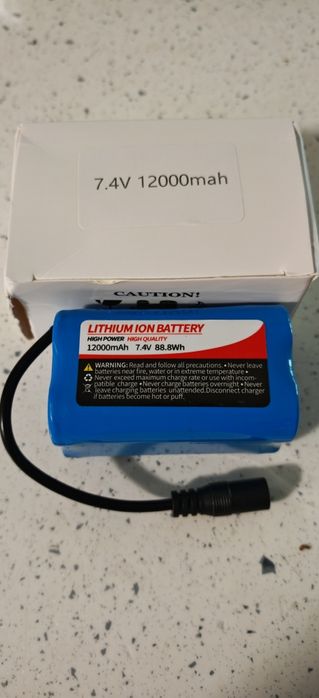 7.4V 12000mah
CAUTION!
LITHIUM ION BATTERY
HIGH POWER HIGH QUALITY
12000mAh 7.4V 88.8Wh
WARNING: Read and follow all precautions.• Never leave
batteries near fire, water or in extreme temperature •
Never exceed maximum charge rate or use with incom-
patible charge • Never charge batteries overnight • Never
leave charging batteries unattended.Disconnect charger
if batteries become hot or puff.